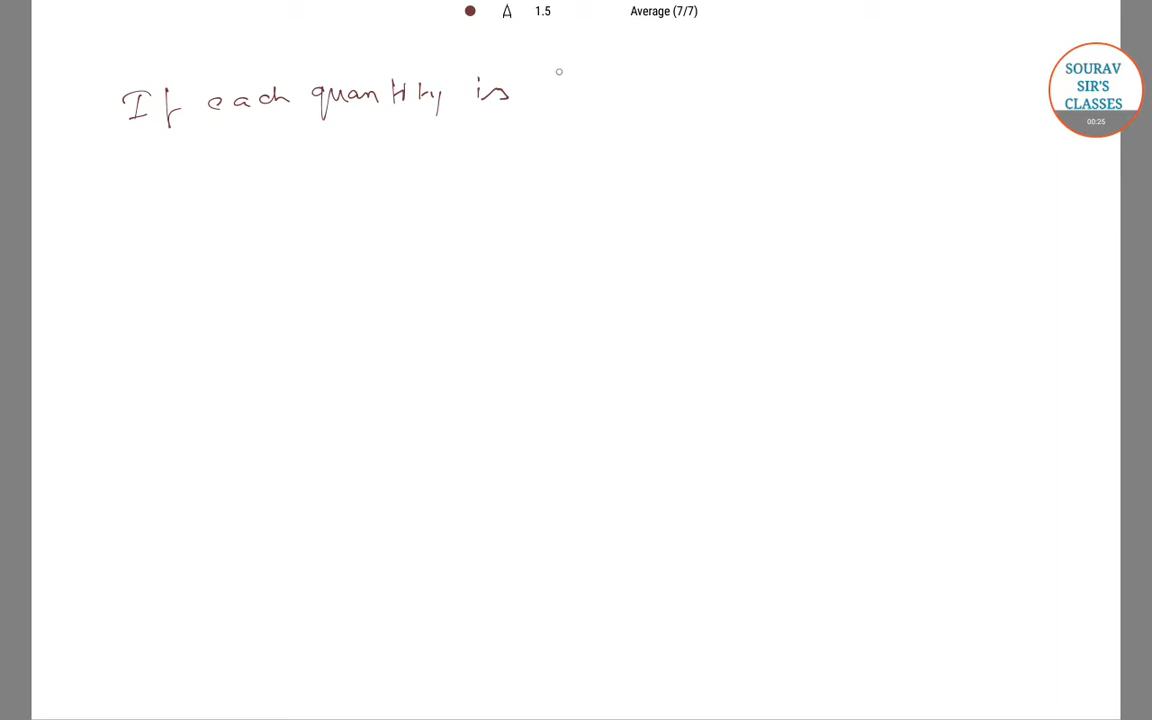 A 1.5 Average (7/7)
If each quantity is
SOURAV
SIR'S
CLASSES
00:25